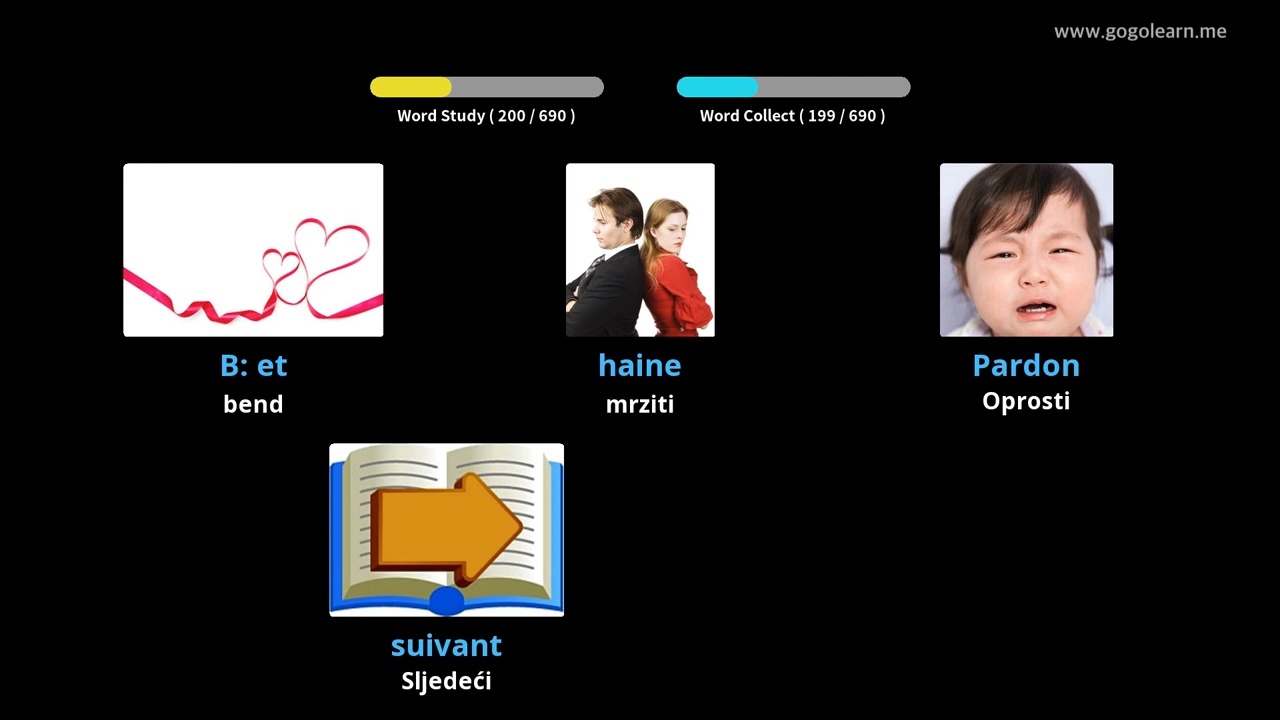 www.gogolearn.me
Word Study ( 200 / 690 )
Word Collect ( 199 / 690 )
B: et
bend
haine
mrziti
Pardon
Oprosti
suivant
Sljedeći